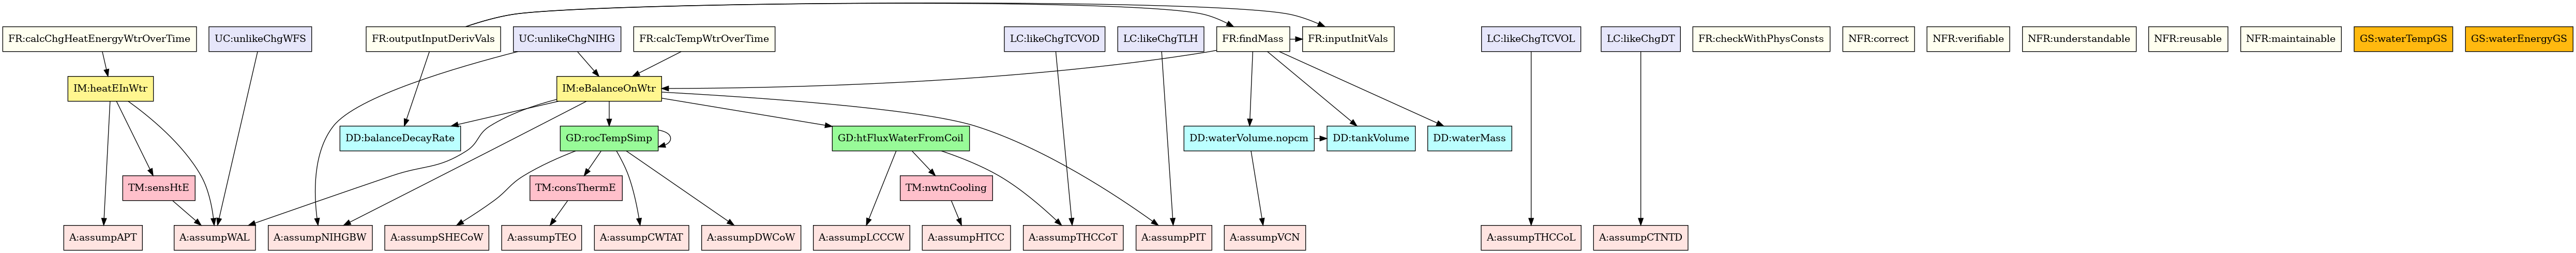 FR:calcChgHeatEnergyWtrOverTime
UC:unlikeChgWFS
FR:outputInputDerivVals
UC:unlikeChgNIHG
FR:calcTempWtrOverTime
LC:likeChgTCVOD
LC:likeChgTLH
FR:findMass
FR:inputInitVals
LC:likeChgTCVOL
LC:likeChgDT
FR:checkWithPhysConsts
NFR:correct
NFR:verifiable
NFR:understandable
NFR:reusable
NFR:maintainable
GS:waterTempGS
GS:waterEnergyGS
IM:heatEInWtr
IM:eBalanceOnWtr
DD:balanceDecayRate
GD:rocTempSimp
GD:htFluxWaterFromCoil
DD:waterVolume.nopcm
DD:tankVolume
DD:waterMass
TM:sensHtE
TM:consThermE
TM:nwtnCooling
A:assumpAPT
A:assumpWAL
A:assumpNIHGBW
A:assumpSHECoW
A:assumpTEO
A:assumpCWTAT
A:assumpDWCoW
A:assumpLCCCW
A:assumpHTCC
A:assumpTHCCoT
A:assumpPIT
A:assumpVCN
A:assumpTHCCoL
A:assumpCTNTD